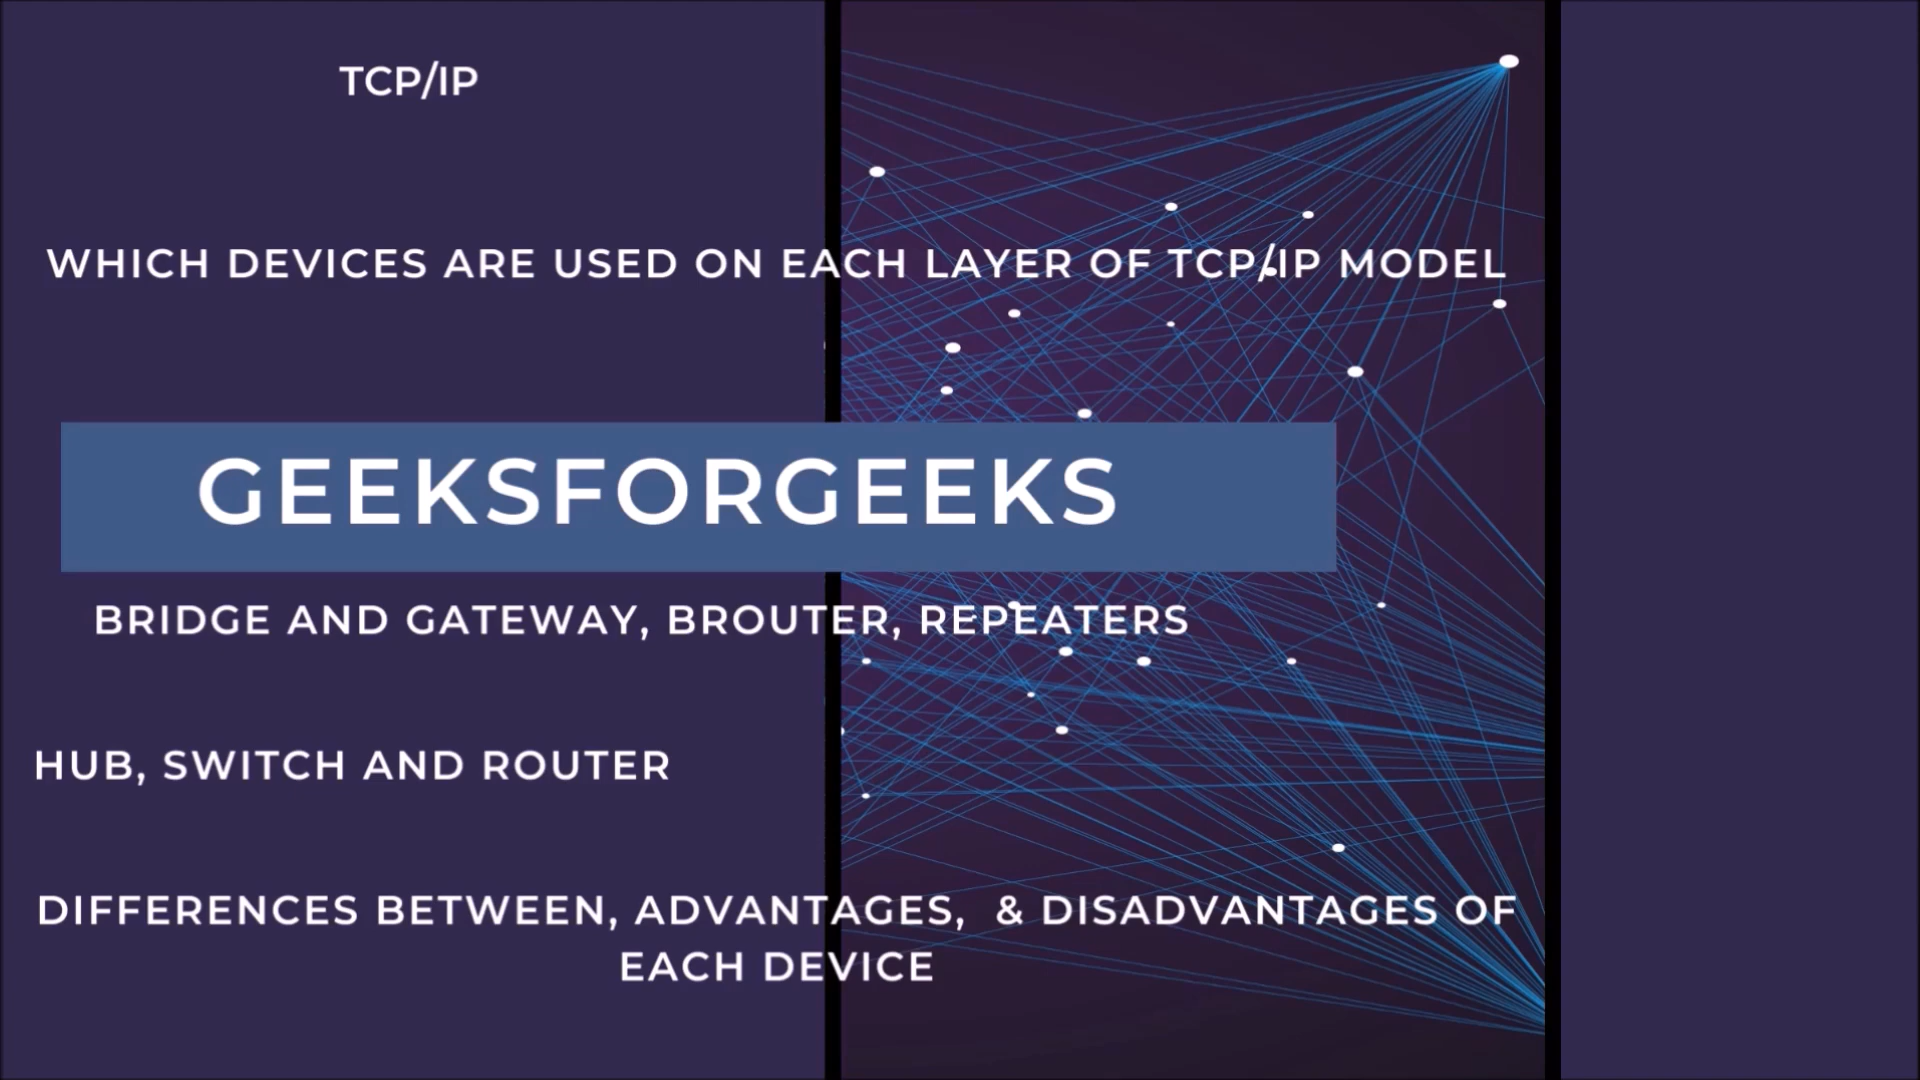 TCP/IP
WHICH DEVICES ARE USED ON EACH LAYER OF TCP/IP MODEL
GEEKSFORGEEKS
BRIDGE AND GATEWAY, BROUTER, REPEATERS
HUB, SWITCH AND ROUTER
DIFFERENCES BETWEEN, ADVANTAGES, & DISADVANTAGES OF
EACH DEVICE